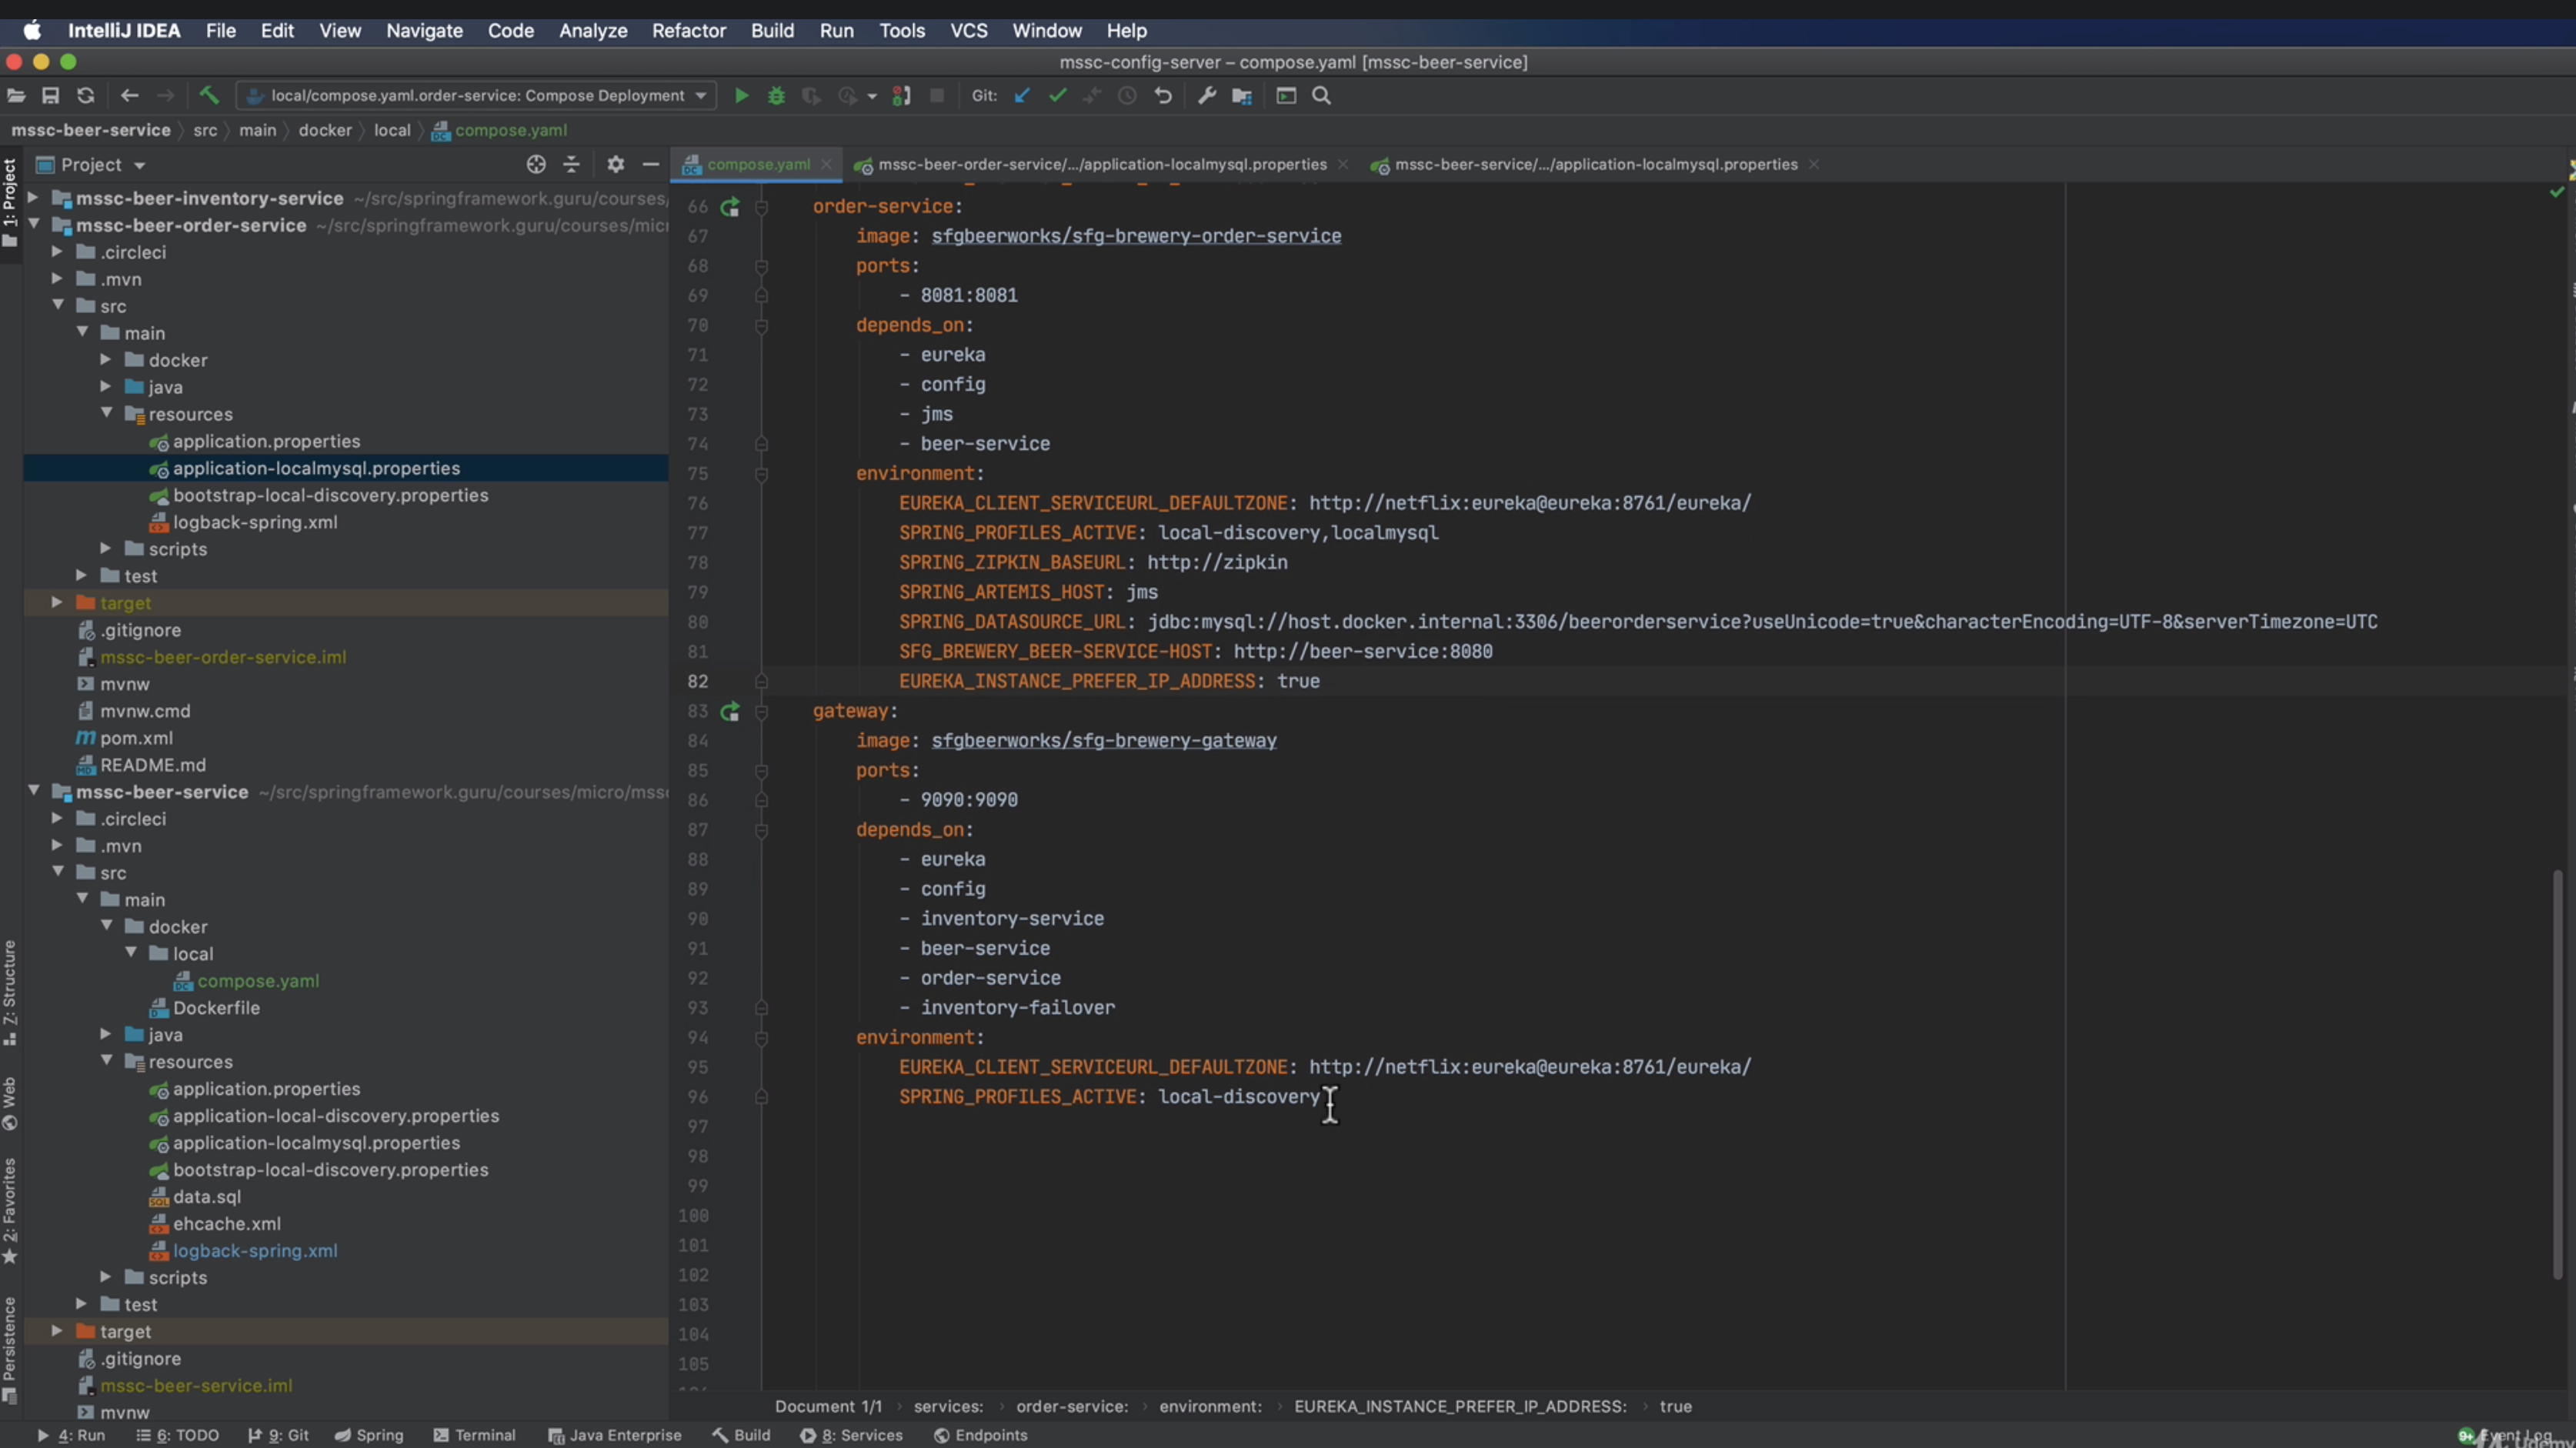 IntelliJ IDEA File Edit View Navigate Code Analyze Refactor Build Run Tools VCS Window Help
mssc-config-server – compose.yaml [mssc-beer-service]
local/compose.yaml.order-service: Compose Deployment Git:
mssc-beer-service src main docker local compose.yaml
Project
compose.yaml mssc-beer-order-service/.../application-localmysql.properties mssc-beer-service/.../application-localmysql.properties
1: Project
Z: Structure
Web
2: Favorites
Persistence
mssc-beer-inventory-service ~/src/springframework.guru/courses/
mssc-beer-order-service ~/src/springframework.guru/courses/micr
.circleci
.mvn
src
main
docker
java
resources
application.properties
application-localmysql.properties
bootstrap-local-discovery.properties
logback-spring.xml
scripts
test
target
.gitignore
mssc-beer-order-service.iml
mvnw
mvnw.cmd
pom.xml
README.md
mssc-beer-service ~/src/springframework.guru/courses/micro/mssc
.circleci
.mvn
src
main
docker
local
compose.yaml
Dockerfile
java
resources
application.properties
application-local-discovery.properties
application-localmysql.properties
bootstrap-local-discovery.properties
data.sql
ehcache.xml
logback-spring.xml
scripts
test
target
.gitignore
mssc-beer-service.iml
mvnw
66 order-service:
67 image: sfgbeerworks/sfg-brewery-order-service
68 ports:
69 - 8081:8081
70 depends_on:
71 - eureka
72 - config
73 - jms
74 - beer-service
75 environment:
76 EUREKA_CLIENT_SERVICEURL_DEFAULTZONE: http://netflix:eureka@eureka:8761/eureka/
77 SPRING_PROFILES_ACTIVE: local-discovery,localmysql
78 SPRING_ZIPKIN_BASEURL: http://zipkin
79 SPRING_ARTEMIS_HOST: jms
80 SPRING_DATASOURCE_URL: jdbc:mysql://host.docker.internal:3306/beerorderservice?useUnicode=true&characterEncoding=UTF-8&serverTimezone=UTC
81 SFG_BREWERY_BEER-SERVICE-HOST: http://beer-service:8080
82 EUREKA_INSTANCE_PREFER_IP_ADDRESS: true
83 gateway:
84 image: sfgbeerworks/sfg-brewery-gateway
85 ports:
86 - 9090:9090
87 depends_on:
88 - eureka
89 - config
90 - inventory-service
91 - beer-service
92 - order-service
93 - inventory-failover
94 environment:
95 EUREKA_CLIENT_SERVICEURL_DEFAULTZONE: http://netflix:eureka@eureka:8761/eureka/
96 SPRING_PROFILES_ACTIVE: local-discovery
97
98
99
100
101
102
103
104
105
Document 1/1 services: order-service: environment: EUREKA_INSTANCE_PREFER_IP_ADDRESS: true
4: Run 6: TODO 9: Git Spring Terminal Java Enterprise Build 8: Services Endpoints Event Log